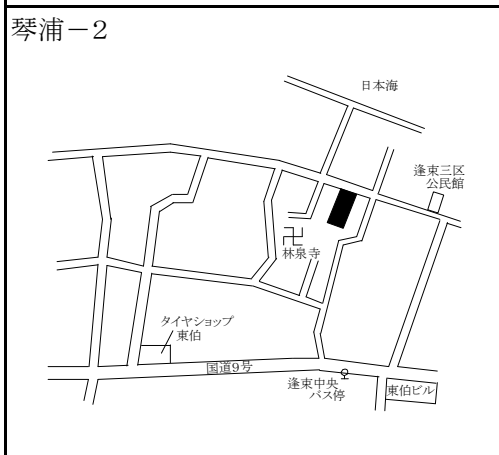 琴浦－2
日本海
逢束三区
公民館
林泉寺
タイヤショップ
東伯
国道9号
逢束中央
バス停
東伯ビル